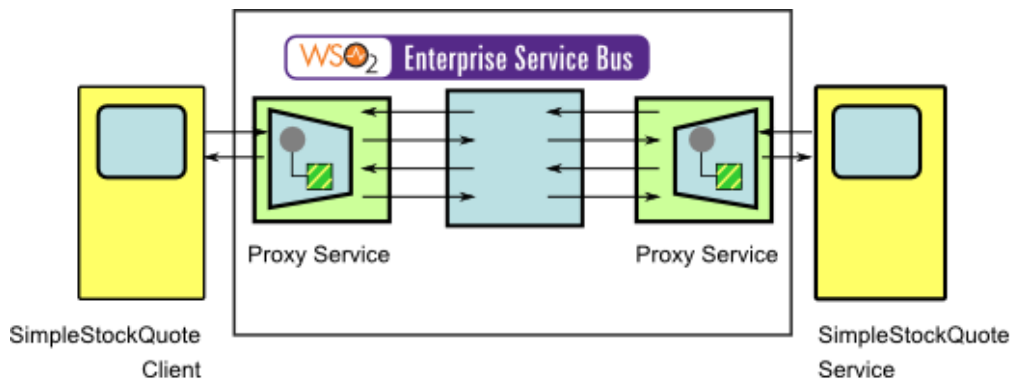 WSO2 Enterprise Service Bus
Proxy Service
Proxy Service
SimpleStockQuote
Client
SimpleStockQuote
Service